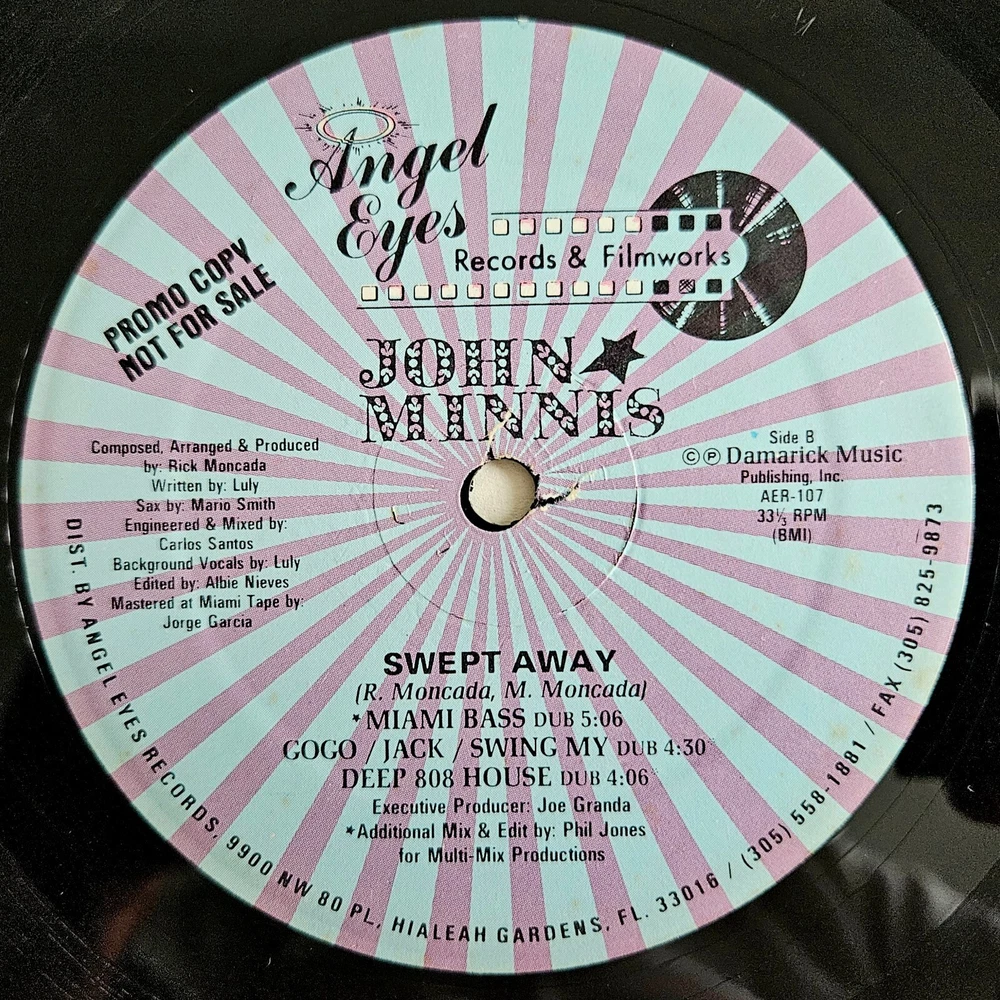 Angel
Eyes
Records & Filmworks
PROMO COPY
NOT FOR SALE
JOHN
MINNIS
Composed, Arranged & Produced
by: Rick Moncada
Written by: Luly
Sax by: Mario Smith
Engineered & Mixed by:
Carlos Santos
Background Vocals by: Luly
Edited by: Albie Nieves
Mastered at Miami Tape by:
Jorge Garcia
Side B
©℗ Damarick Music
Publishing, Inc.
AER-107
33⅓ RPM
(BMI)
SWEPT AWAY
(R. Moncada, M. Moncada)
*MIAMI BASS DUB 5:06
GOGO / JACK / SWING MY DUB 4:30
DEEP 808 HOUSE DUB 4:06
Executive Producer: Joe Granda
*Additional Mix & Edit by: Phil Jones
for Multi-Mix Productions
DIST. BY ANGEL EYES RECORDS, 9900 NW 80 PL, HIALEAH GARDENS, FL. 33016 / (305) 558-1881 / FAX (305) 825-9873